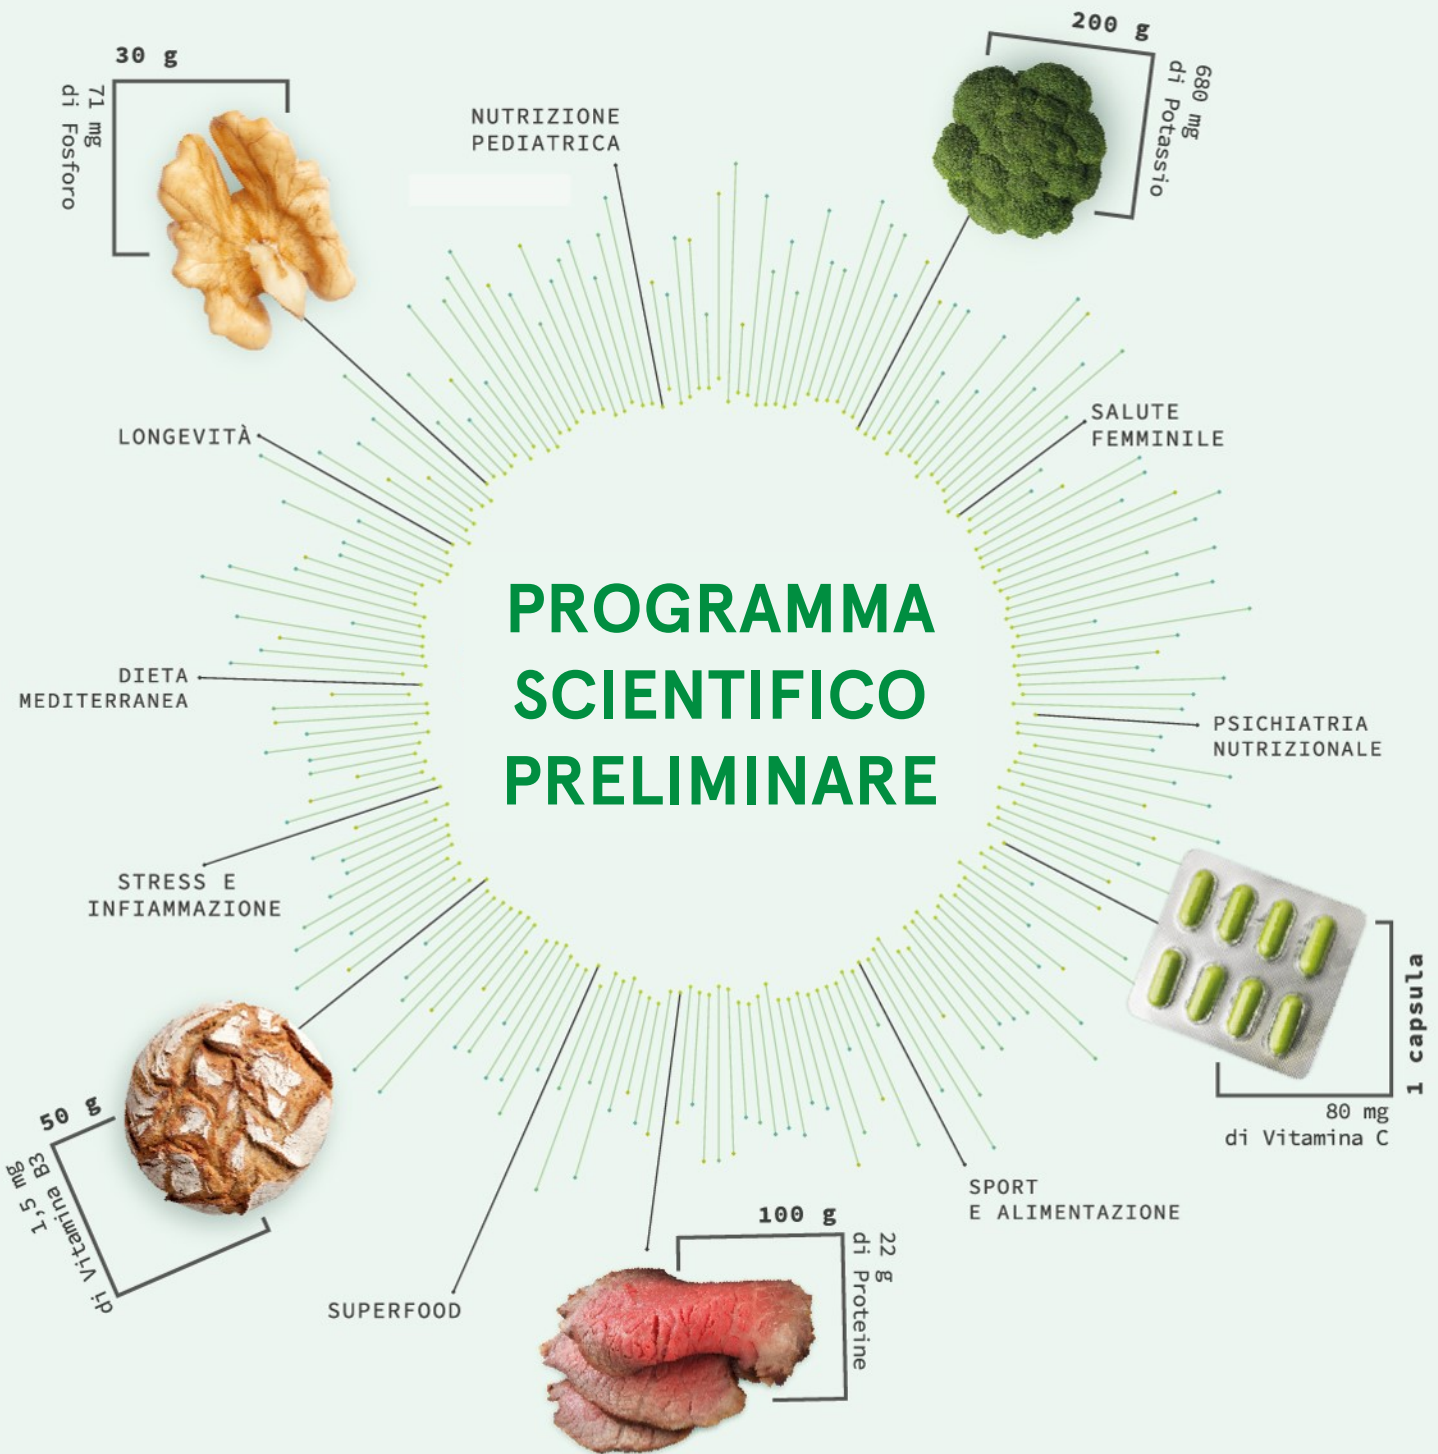 200 g
680 mg
di Potassio
30 g
71 mg
di Fosforo
NUTRIZIONE
PEDIATRICA
SALUTE
FEMMINILE
LONGEVITÀ
PROGRAMMA
SCIENTIFICO
PRELIMINARE
DIETA
MEDITERRANEA
PSICHIATRIA
NUTRIZIONALE
STRESS E
INFIAMMAZIONE
1 capsula
80 mg
di Vitamina C
50 g
1,5 mg
di Vitamina B3
SPORT
E ALIMENTAZIONE
100 g
22 g
di Proteine
SUPERFOOD